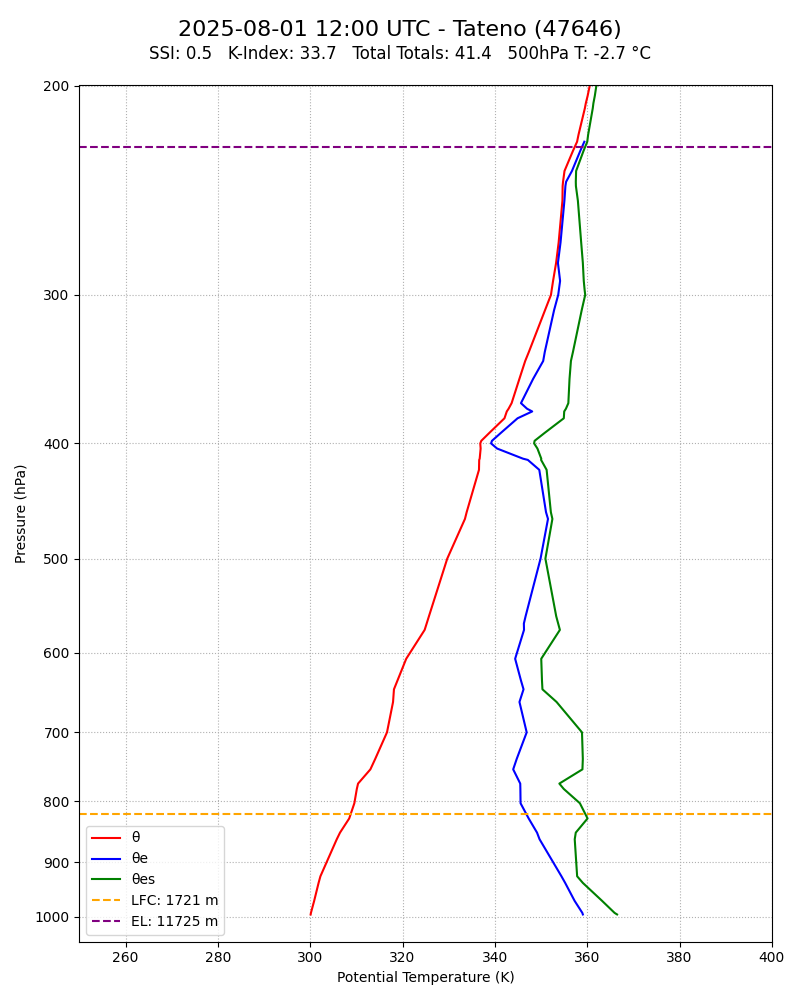 2025-08-01 12:00 UTC - Tateno (47646)
SSI: 0.5   K-Index: 33.7   Total Totals: 41.4   500hPa T: -2.7 °C
200
300
400
500
600
700
800
900
1000
Pressure (hPa)
θ
θe
θes
LFC: 1721 m
EL: 11725 m
260
280
300
320
340
360
380
400
Potential Temperature (K)